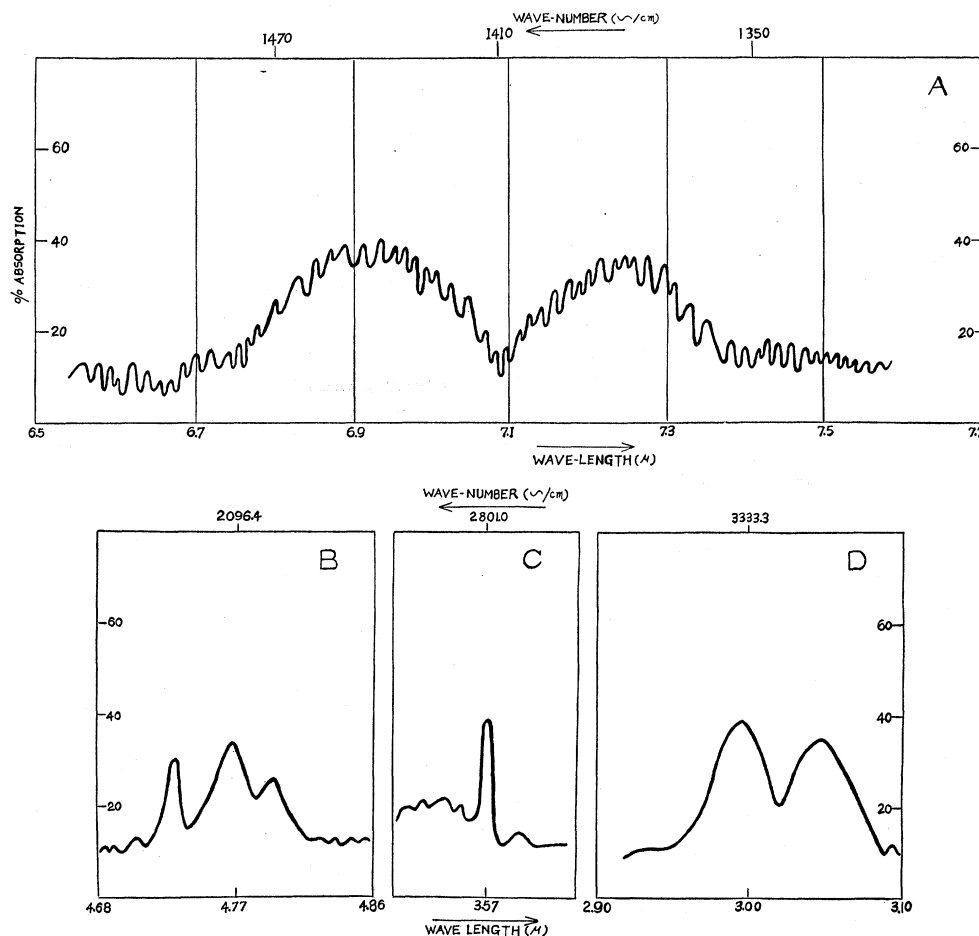 WAVE-NUMBER (~/cm)
1470 1410 1350
A
60 60
40 40
20 20
% ABSORPTION
6.5 6.7 6.9 7.1 7.3 7.5
WAVE-LENGTH (μ)
WAVE-NUMBER (~/cm)
2096.4 2801.0 3333.3
B C D
60 60
40 40
20 20
4.68 4.77 4.86 3.57 2.90 3.00 3.10
WAVE LENGTH (μ)